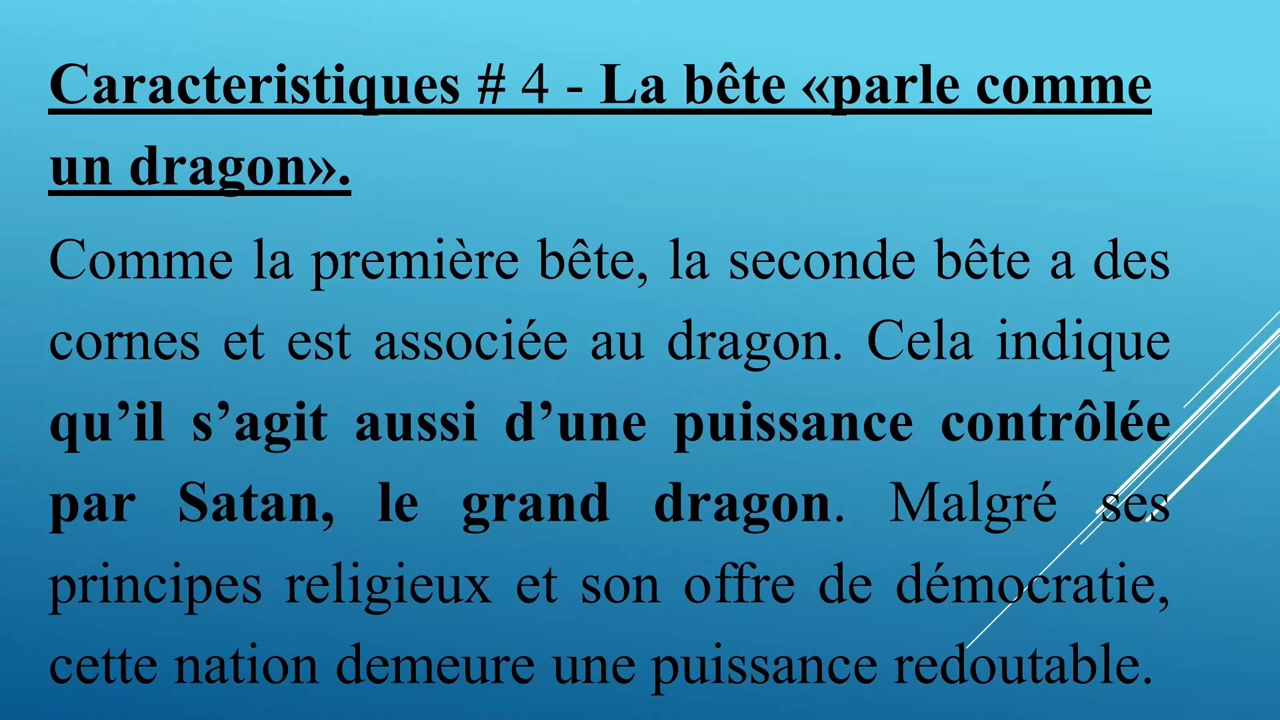 Caracteristiques # 4 - La bête «parle comme
un dragon».
Comme la première bête, la seconde bête a des
cornes et est associée au dragon. Cela indique
qu’il s’agit aussi d’une puissance contrôlée
par Satan, le grand dragon. Malgré ses
principes religieux et son offre de démocratie,
cette nation demeure une puissance redoutable.